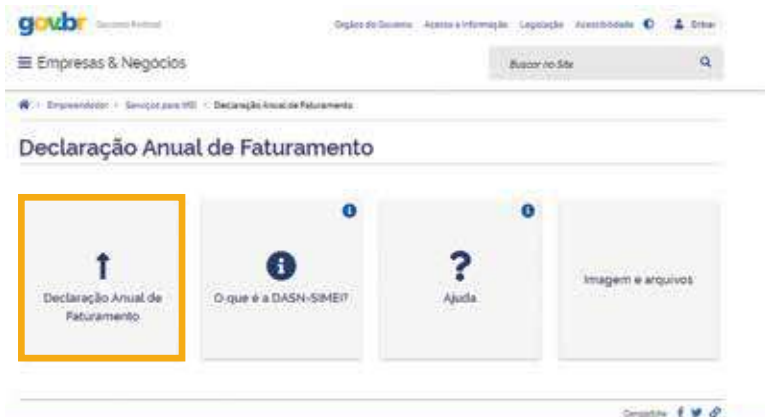 gov.br Governo Federal
Órgãos do Governo Acesso à Informação Legislação Acessibilidade Entrar
Empresas & Negócios
Buscar no Site
Empreendedor Serviços para MEI Declaração Anual de Faturamento
Declaração Anual de Faturamento
Declaração Anual de
Faturamento
O que é a DASN-SIMEI?
Ajuda
Imagem e arquivos
Compartilhe